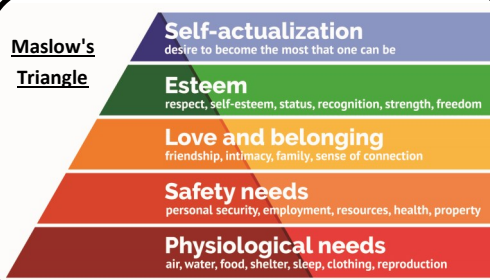 Maslow's
Triangle
Self-actualization
desire to become the most that one can be
Esteem
respect, self-esteem, status, recognition, strength, freedom
Love and belonging
friendship, intimacy, family, sense of connection
Safety needs
personal security, employment, resources, health, property
Physiological needs
air, water, food, shelter, sleep, clothing, reproduction